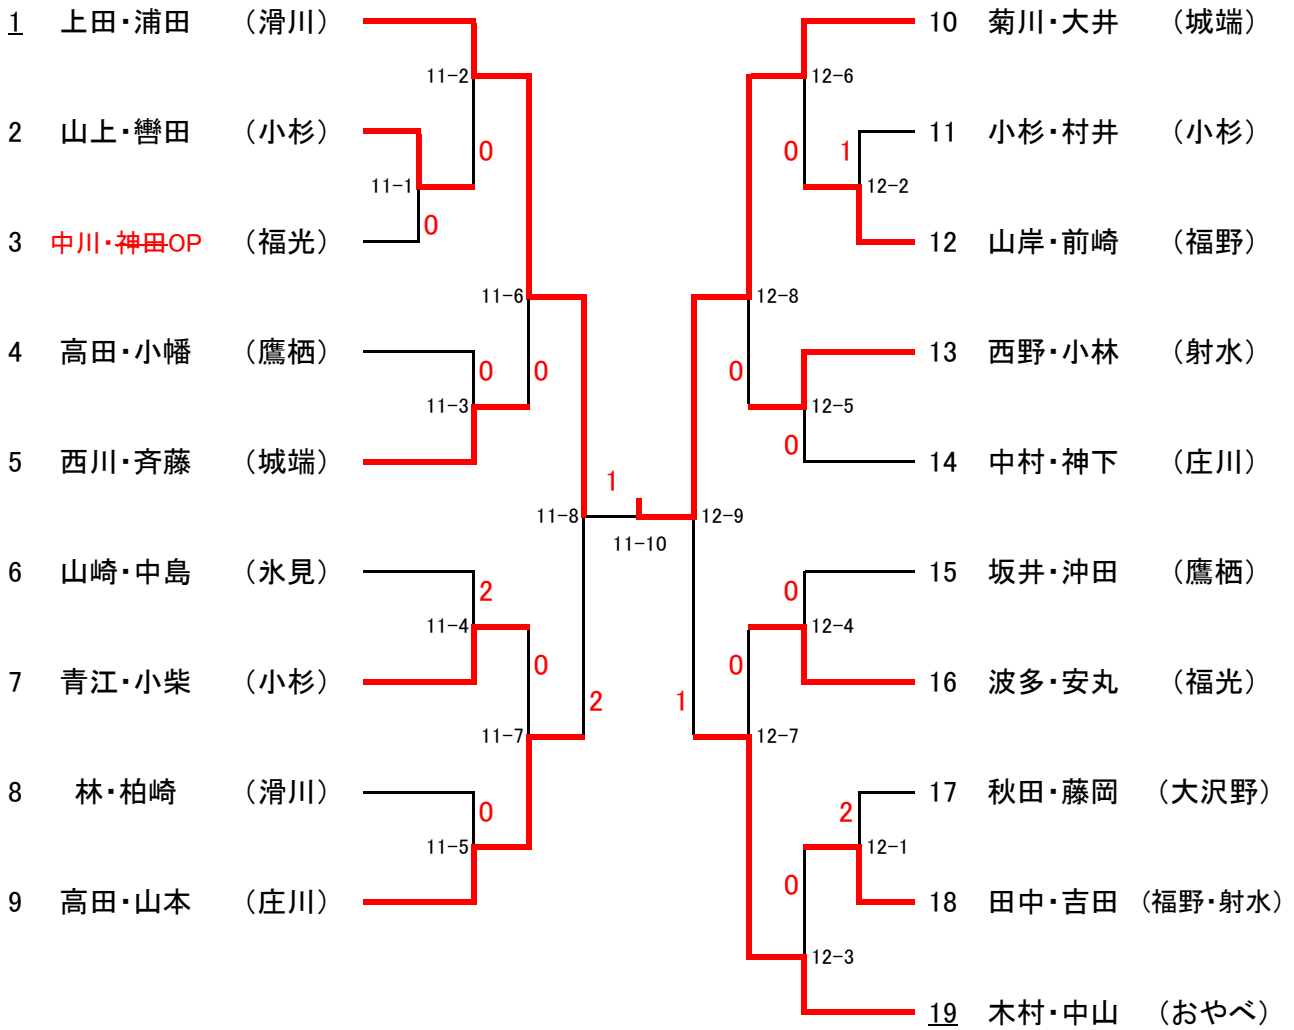 1 上田・浦田 （滑川）
2 山上・轡田 （小杉）
3 中川・神田OP （福光）
4 高田・小幡 （鷹栖）
5 西川・斉藤 （城端）
6 山崎・中島 （氷見）
7 青江・小柴 （小杉）
8 林・柏崎 （滑川）
9 高田・山本 （庄川）
11-2
0
11-1
0
11-6
0
0
11-3
11-8
2
11-4
0
2
11-7
0
11-5
1
11-10
12-6
0
1
12-2
12-8
0
12-5
0
12-9
0
12-4
0
1
12-7
2
12-1
0
12-3
10 菊川・大井 （城端）
11 小杉・村井 （小杉）
12 山岸・前崎 （福野）
13 西野・小林 （射水）
14 中村・神下 （庄川）
15 坂井・沖田 （鷹栖）
16 波多・安丸 （福光）
17 秋田・藤岡 （大沢野）
18 田中・吉田 （福野・射水）
19 木村・中山 （おやべ）